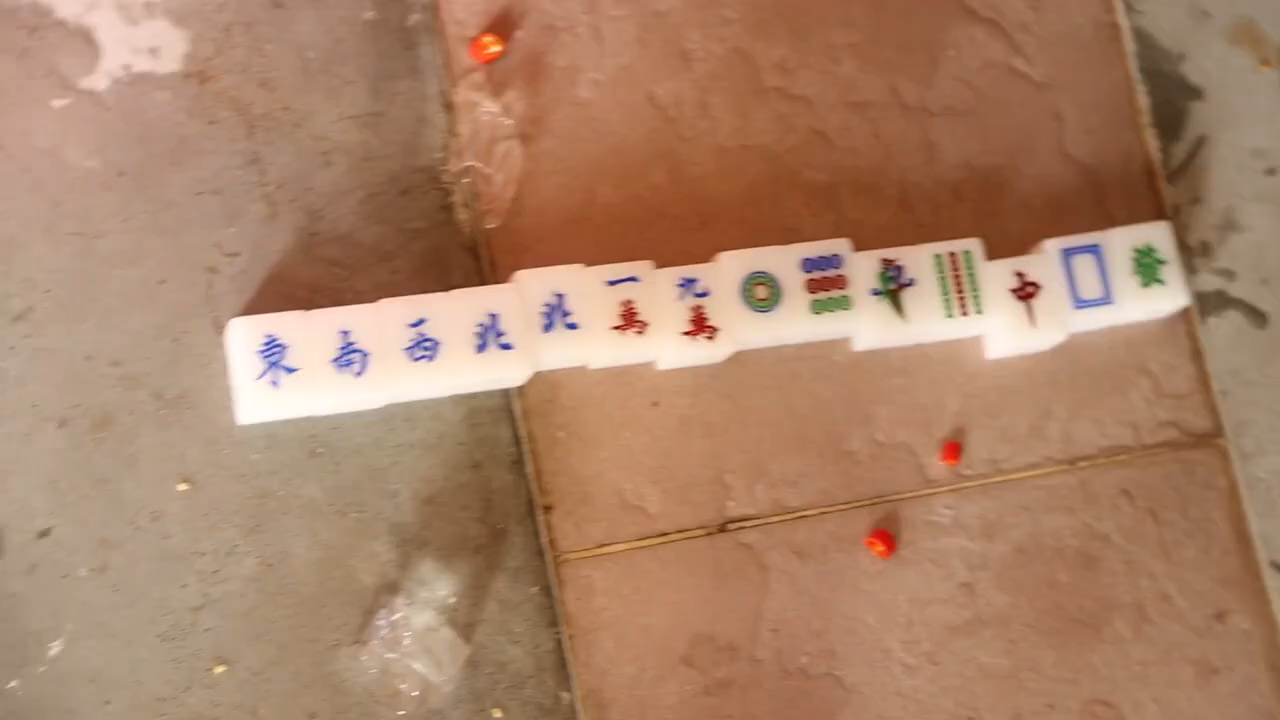 東 南 西 北 北 一萬 九萬 中 發